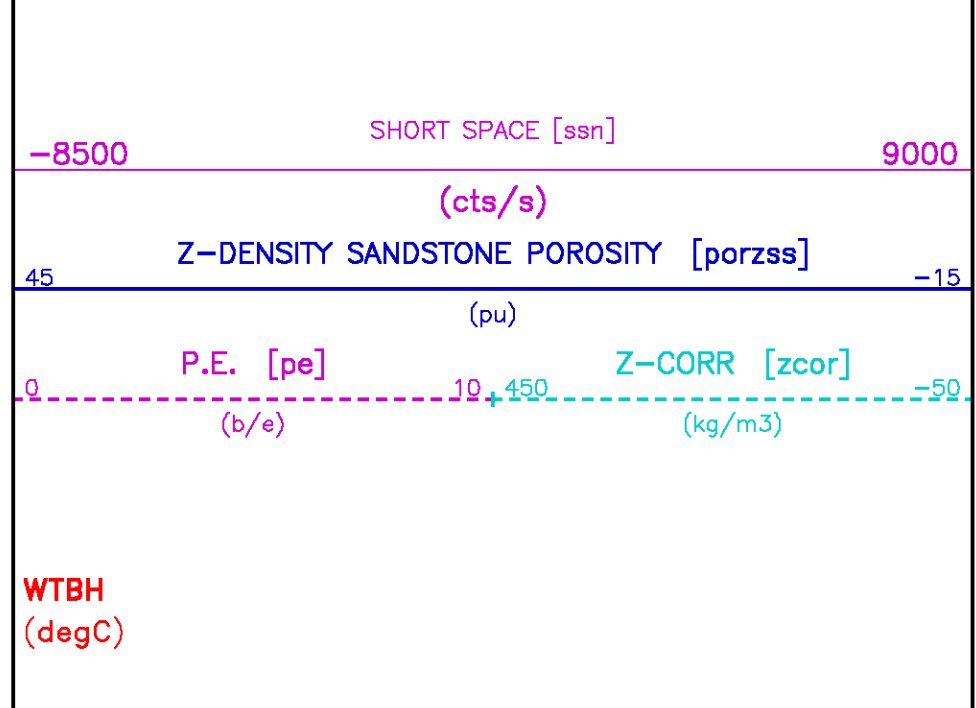 SHORT SPACE [ssn]
−8500 9000
(cts/s)
Z−DENSITY SANDSTONE POROSITY [porzss]
45 −15
(pu)
P.E. [pe] Z−CORR [zcor]
0 10 450 −50
(b/e) (kg/m3)
WTBH
(degC)